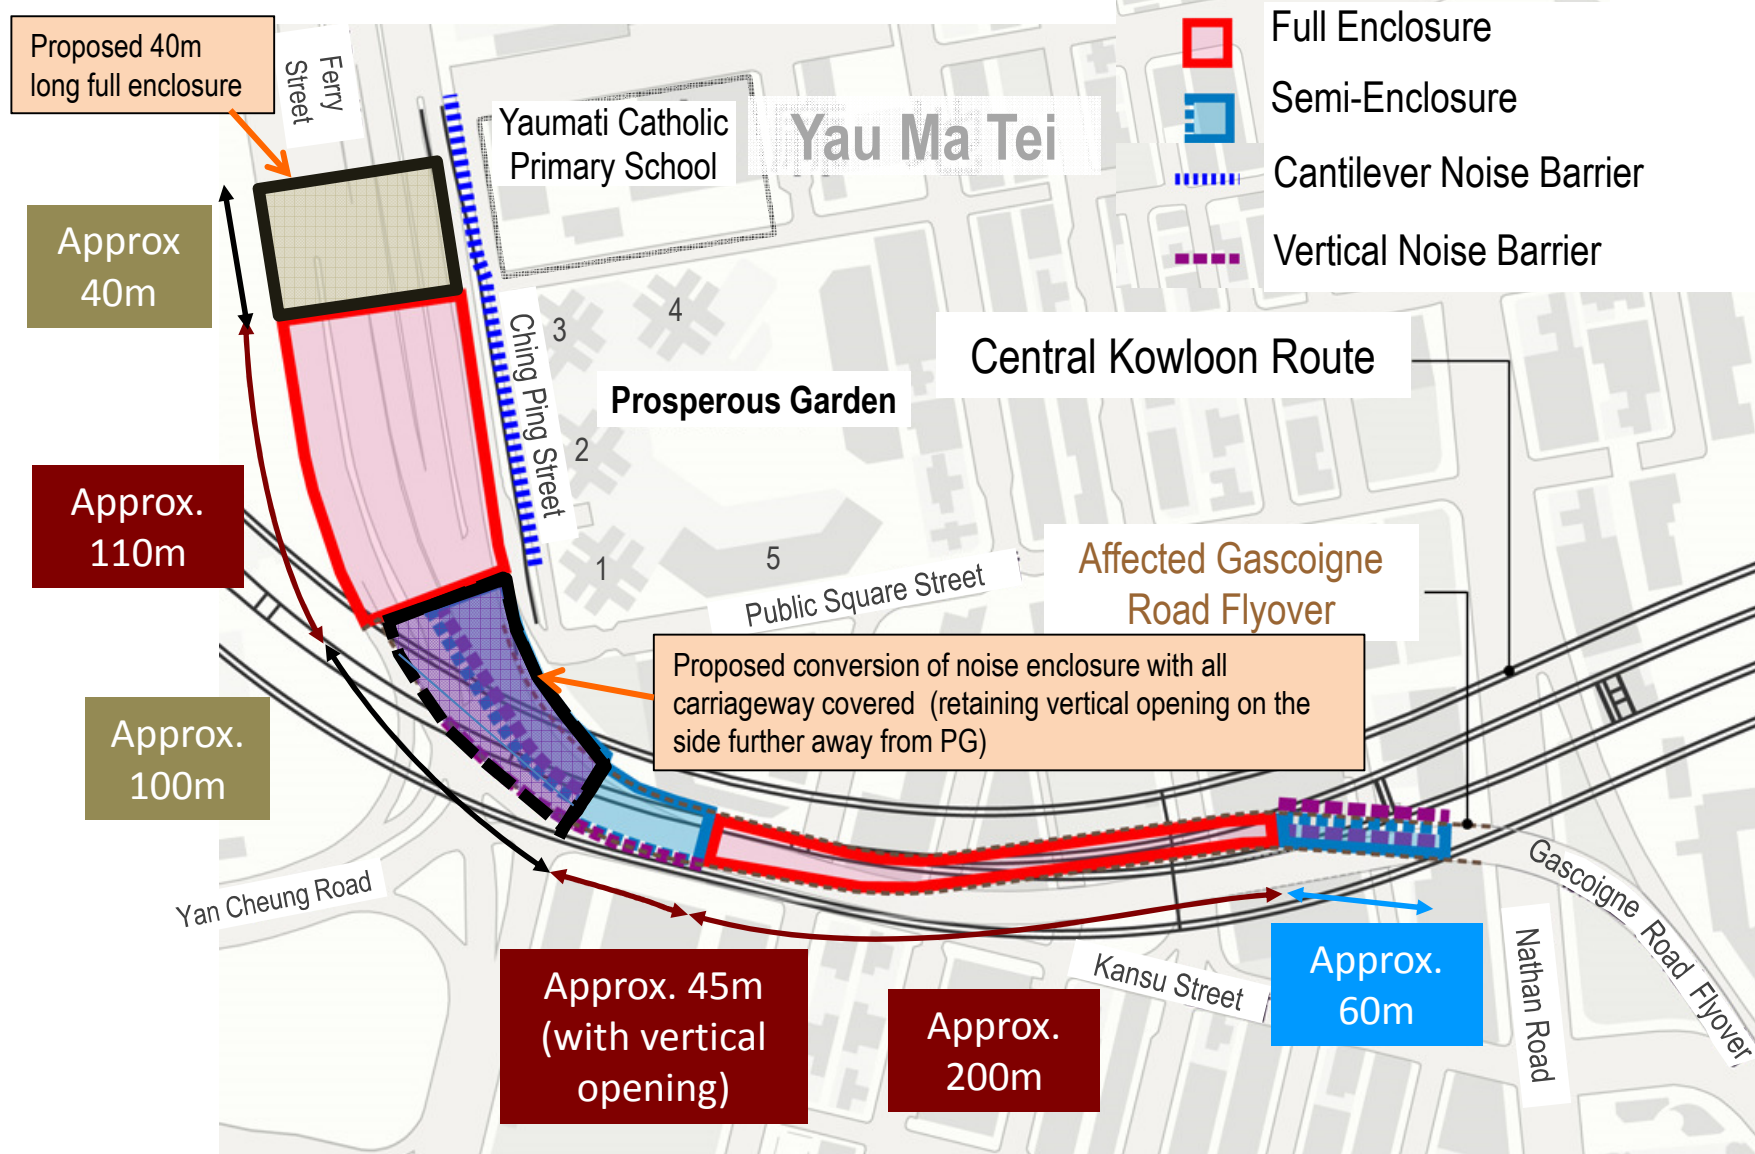 Proposed 40m
long full enclosure
Ferry
Street
Yaumati Catholic
Primary School
Yau Ma Tei
Full Enclosure
Semi-Enclosure
Cantilever Noise Barrier
Vertical Noise Barrier
Approx
40m
Ching Ping Street
3
4
Prosperous Garden
Central Kowloon Route
2
1
5
Approx.
110m
Public Square Street
Affected Gascoigne
Road Flyover
Proposed conversion of noise enclosure with all
carriageway covered (retaining vertical opening on the
side further away from PG)
Approx.
100m
Yan Cheung Road
Approx. 45m
(with vertical
opening)
Approx.
200m
Kansu Street
Approx.
60m
Nathan Road
Gascoigne Road Flyover